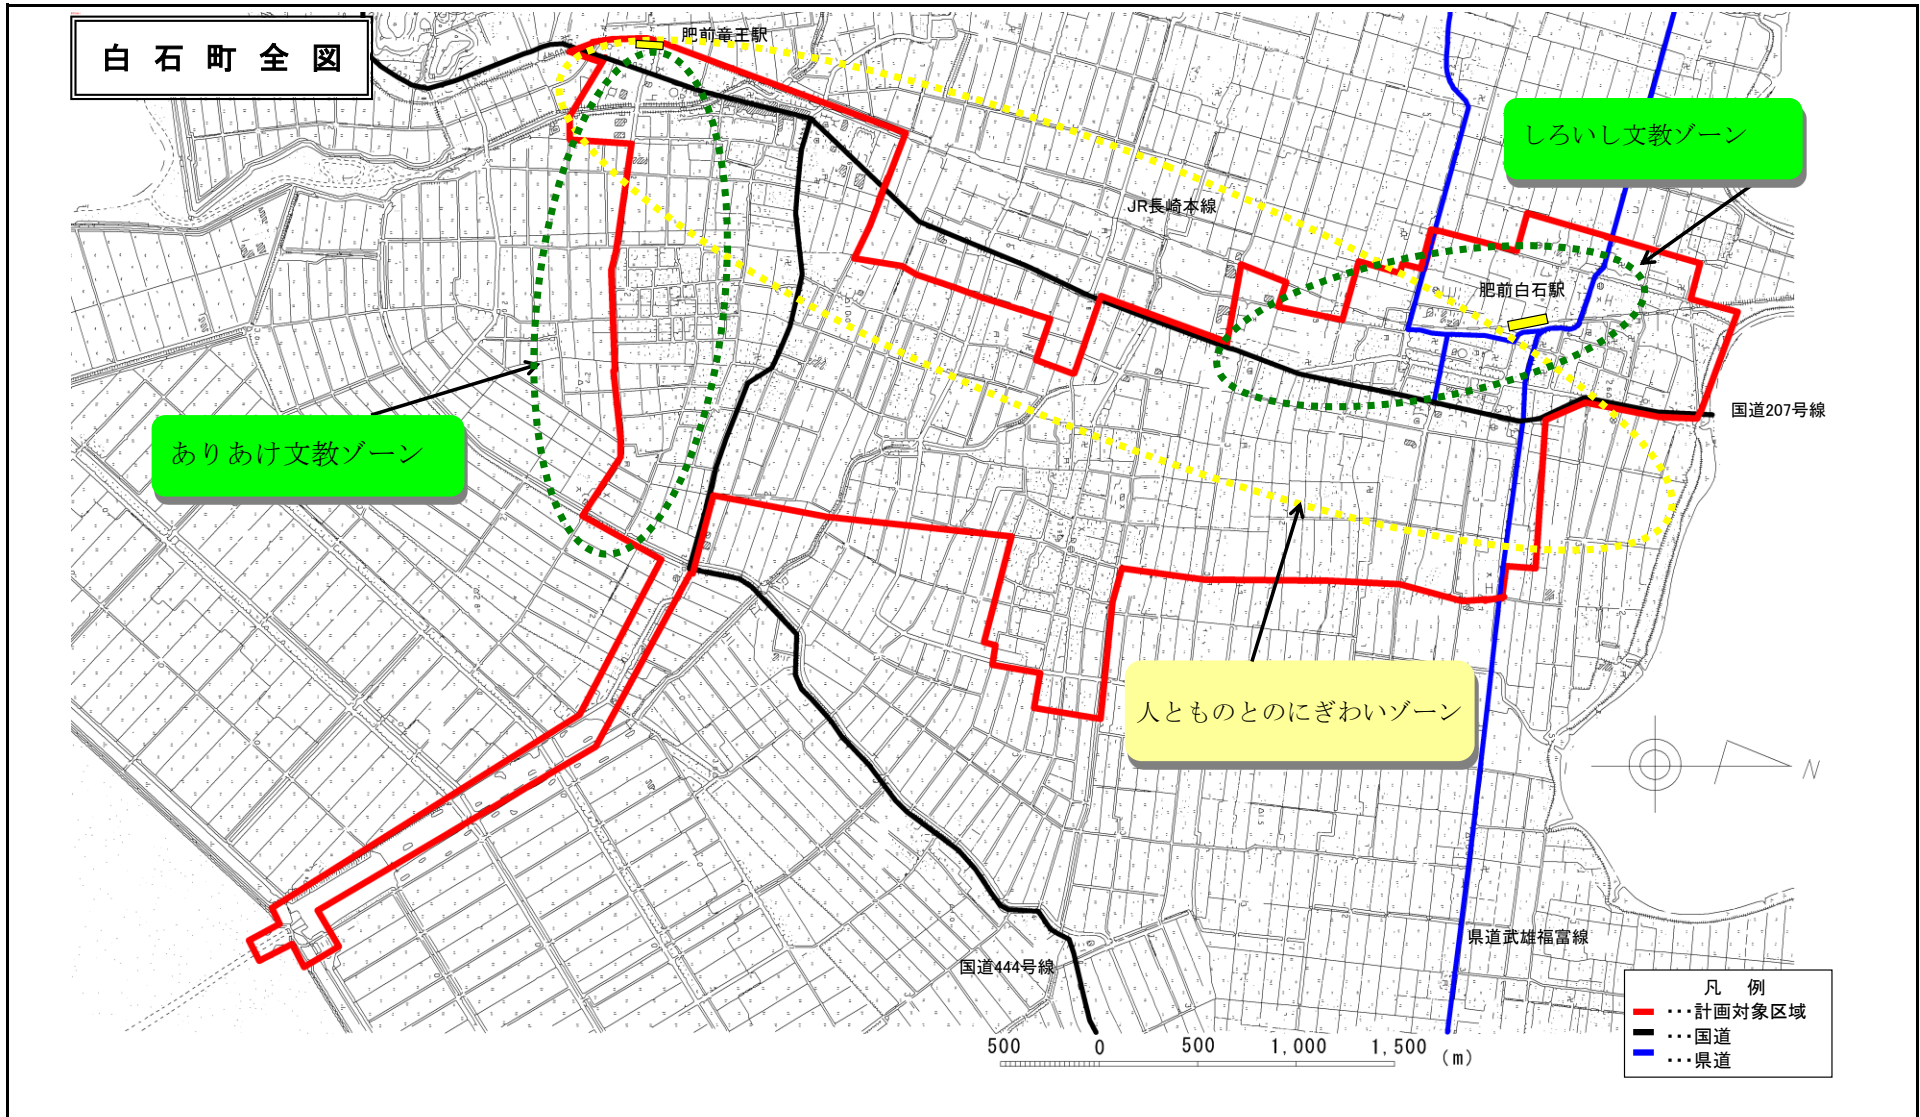 白石町全図
肥前竜王駅
しろいし文教ゾーン
JR長崎本線
肥前白石駅
国道207号線
ありあけ文教ゾーン
人とものとのにぎわいゾーン
N
県道武雄福富線
国道444号線
凡 例
・・・計画対象区域
・・・国道
・・・県道
500 0 500 1,000 1,500 (m)